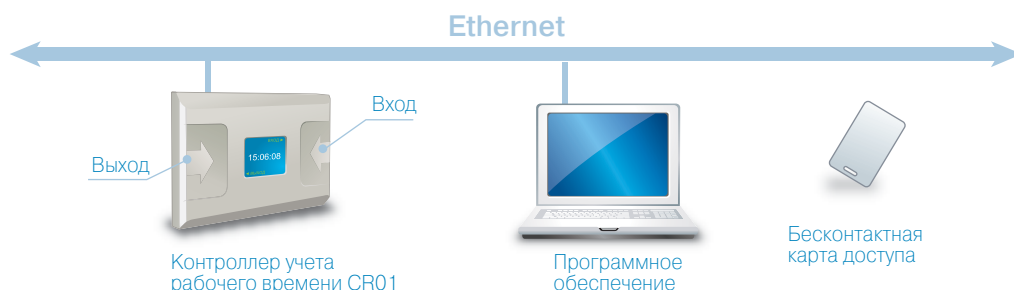 Ethernet
Вход
Выход
15:06:08
Контроллер учета
рабочего времени CR01
Программное
обеспечение
Бесконтактная
карта доступа